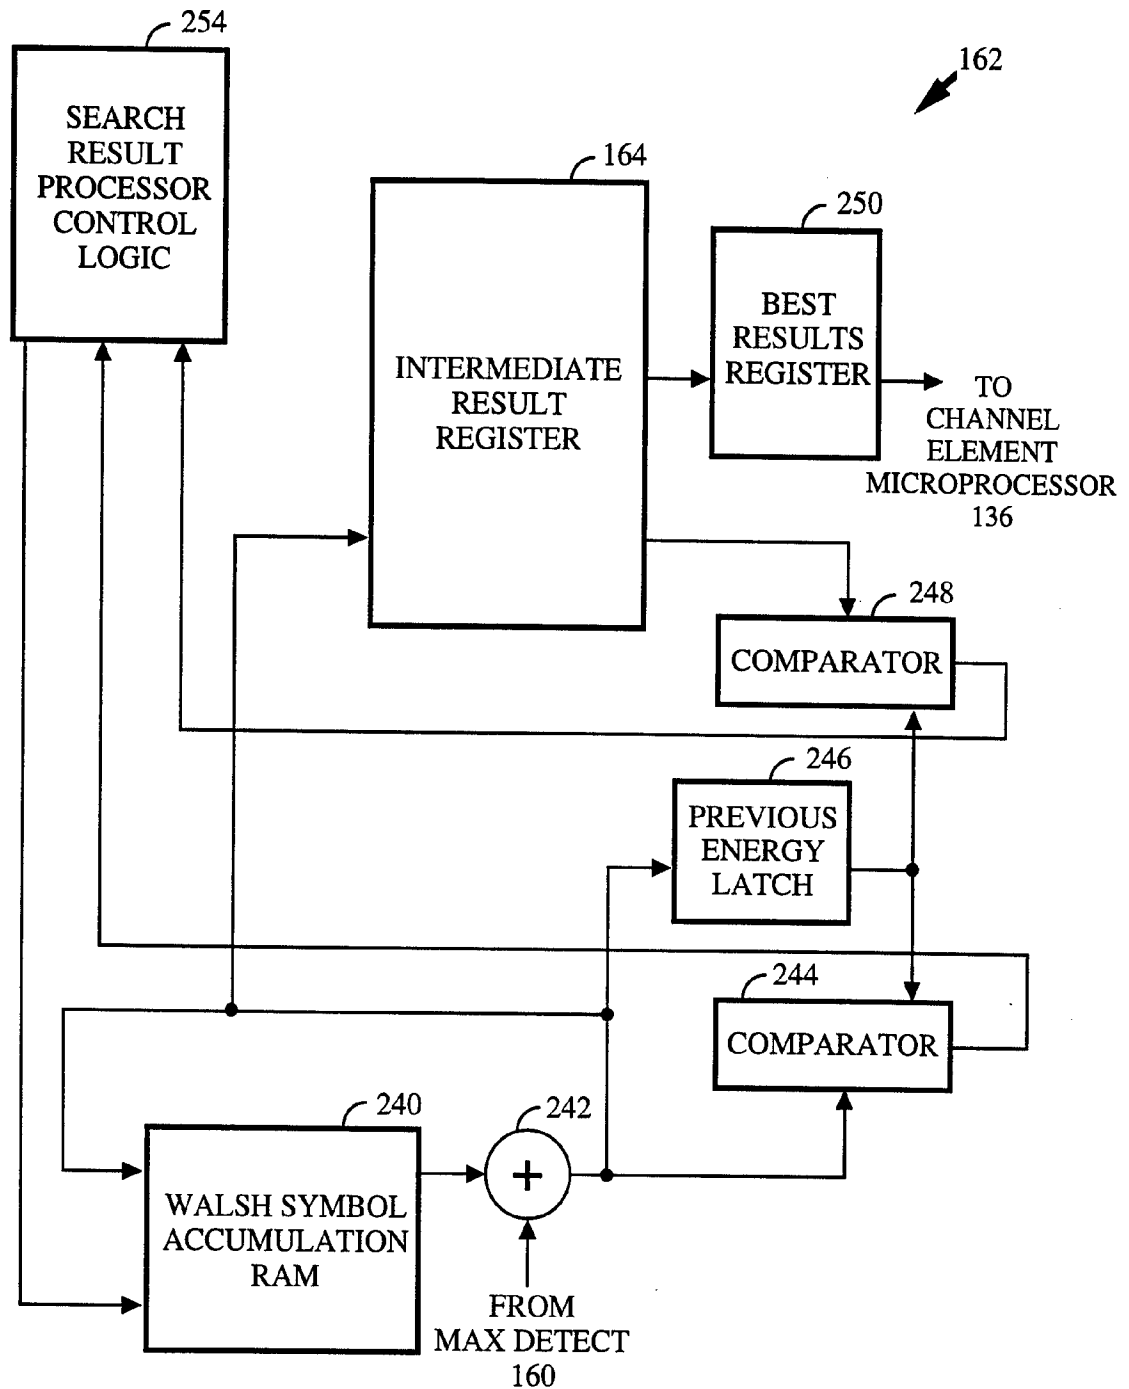 254
162
SEARCH
RESULT
PROCESSOR
CONTROL
LOGIC
164
250
INTERMEDIATE
RESULT
REGISTER
BEST
RESULTS
REGISTER
TO
CHANNEL
ELEMENT
MICROPROCESSOR
136
248
COMPARATOR
246
PREVIOUS
ENERGY
LATCH
244
COMPARATOR
240
242
WALSH SYMBOL
ACCUMULATION
RAM
+
FROM
MAX DETECT
160